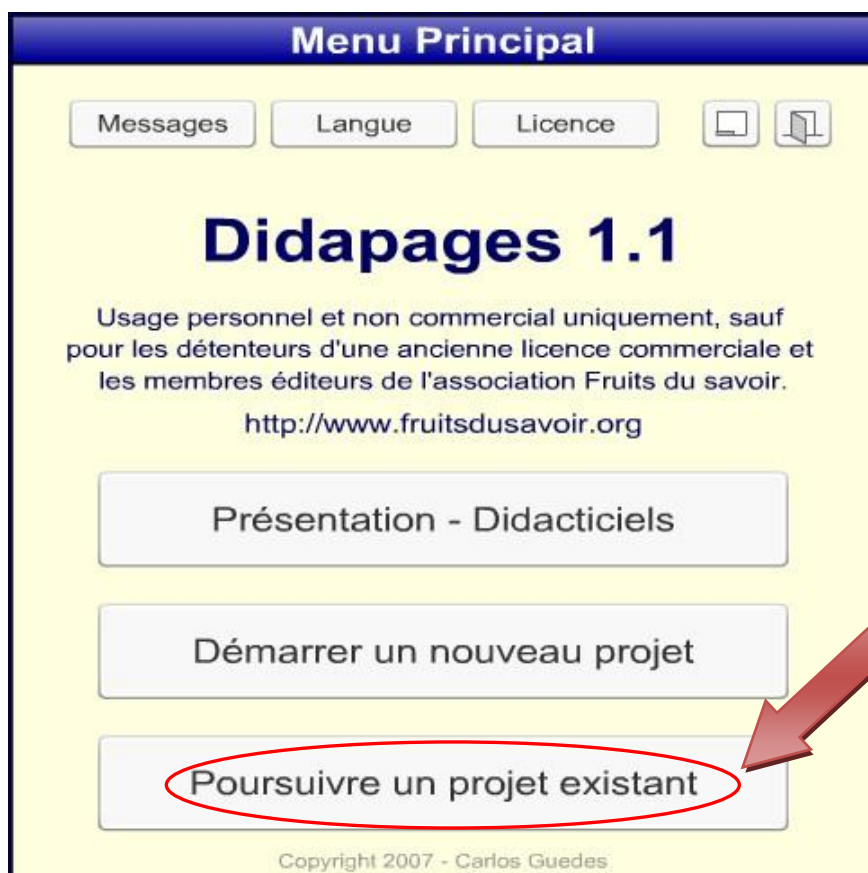 Menu Principal
Messages Langue Licence
Didapages 1.1
Usage personnel et non commercial uniquement, sauf
pour les détenteurs d'une ancienne licence commerciale et
les membres éditeurs de l'association Fruits du savoir.
http://www.fruitsdusavoir.org
Présentation - Didacticiels
Démarrer un nouveau projet
Poursuivre un projet existant
Copyright 2007 - Carlos Guedes